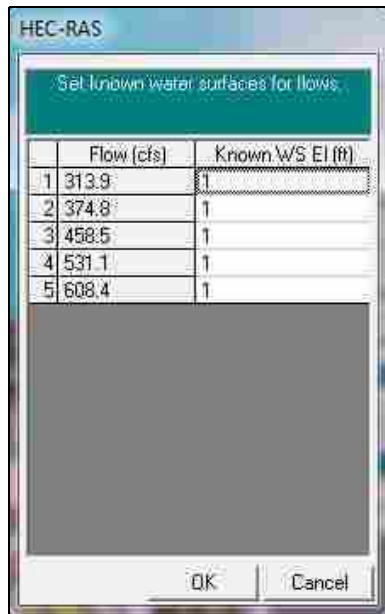 HEC-RAS
Set known water surfaces for flows.
Flow (cfs) Known WS El (ft)
1 313.9 1
2 374.8 1
3 458.5 1
4 531.1 1
5 608.4 1
OK Cancel